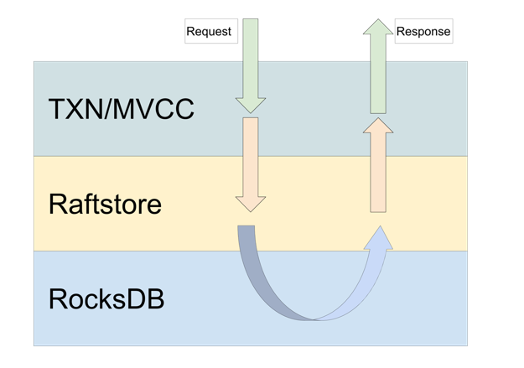 Request
Response
TXN/MVCC
Raftstore
RocksDB